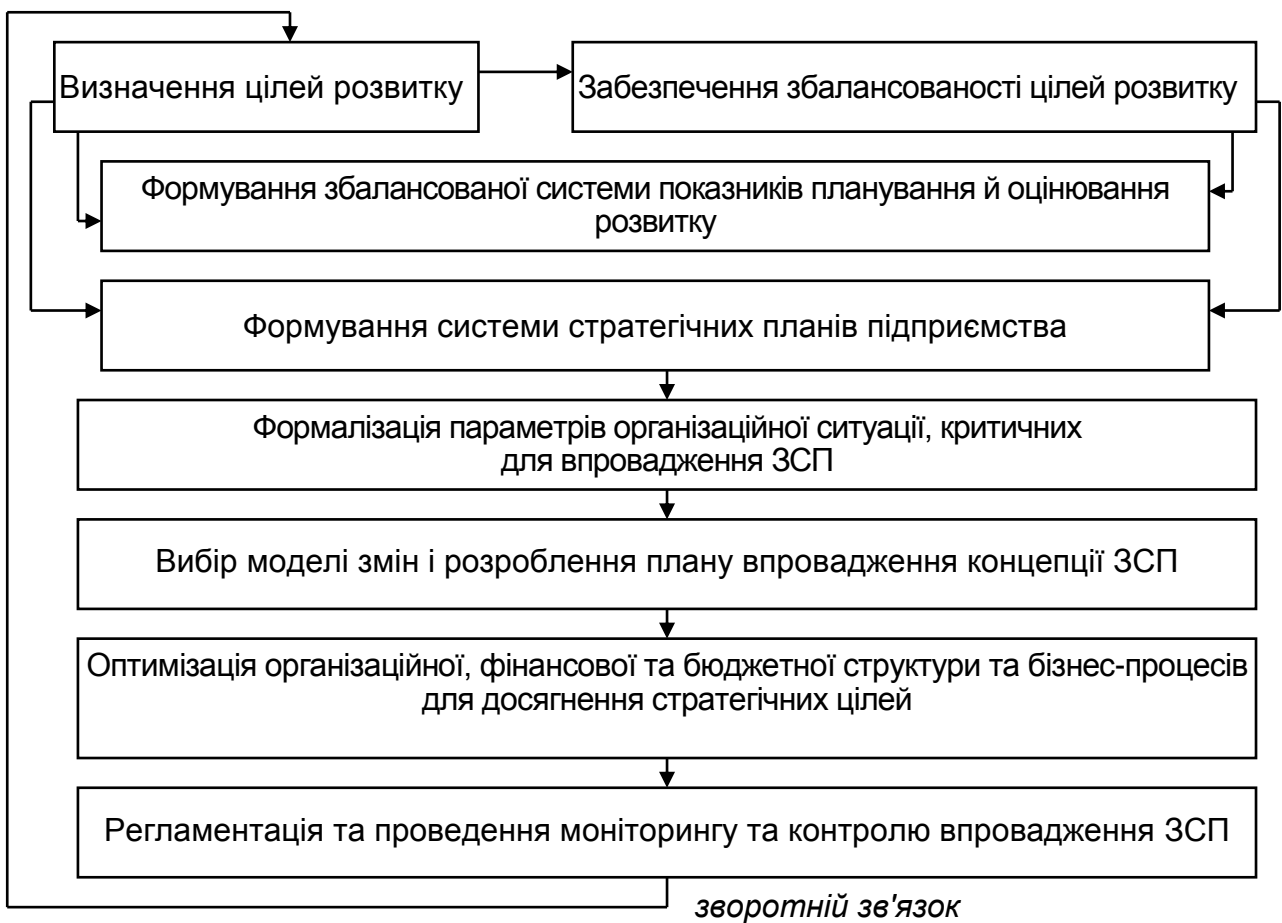 Визначення цілей розвитку
Забезпечення збалансованості цілей розвитку
Формування збалансованої системи показників планування й оцінювання
розвитку
Формування системи стратегічних планів підприємства
Формалізація параметрів організаційної ситуації, критичних
для впровадження ЗСП
Вибір моделі змін і розроблення плану впровадження концепції ЗСП
Оптимізація організаційної, фінансової та бюджетної структури та бізнес-процесів
для досягнення стратегічних цілей
Регламентація та проведення моніторингу та контролю впровадження ЗСП
зворотній зв'язок